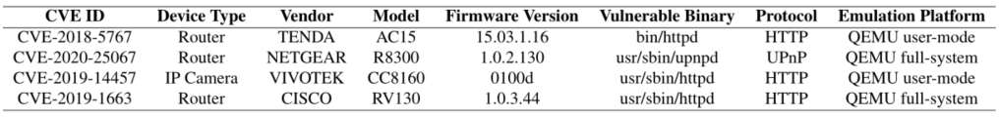 CVE ID Device Type Vendor Model Firmware Version Vulnerable Binary Protocol Emulation Platform
CVE-2018-5767 Router TENDA AC15 15.03.1.16 bin/httpd HTTP QEMU user-mode
CVE-2020-25067 Router NETGEAR R8300 1.0.2.130 usr/sbin/upnpd UPnP QEMU full-system
CVE-2019-14457 IP Camera VIVOTEK CC8160 0100d usr/sbin/httpd HTTP QEMU user-mode
CVE-2019-1663 Router CISCO RV130 1.0.3.44 usr/sbin/httpd HTTP QEMU full-system